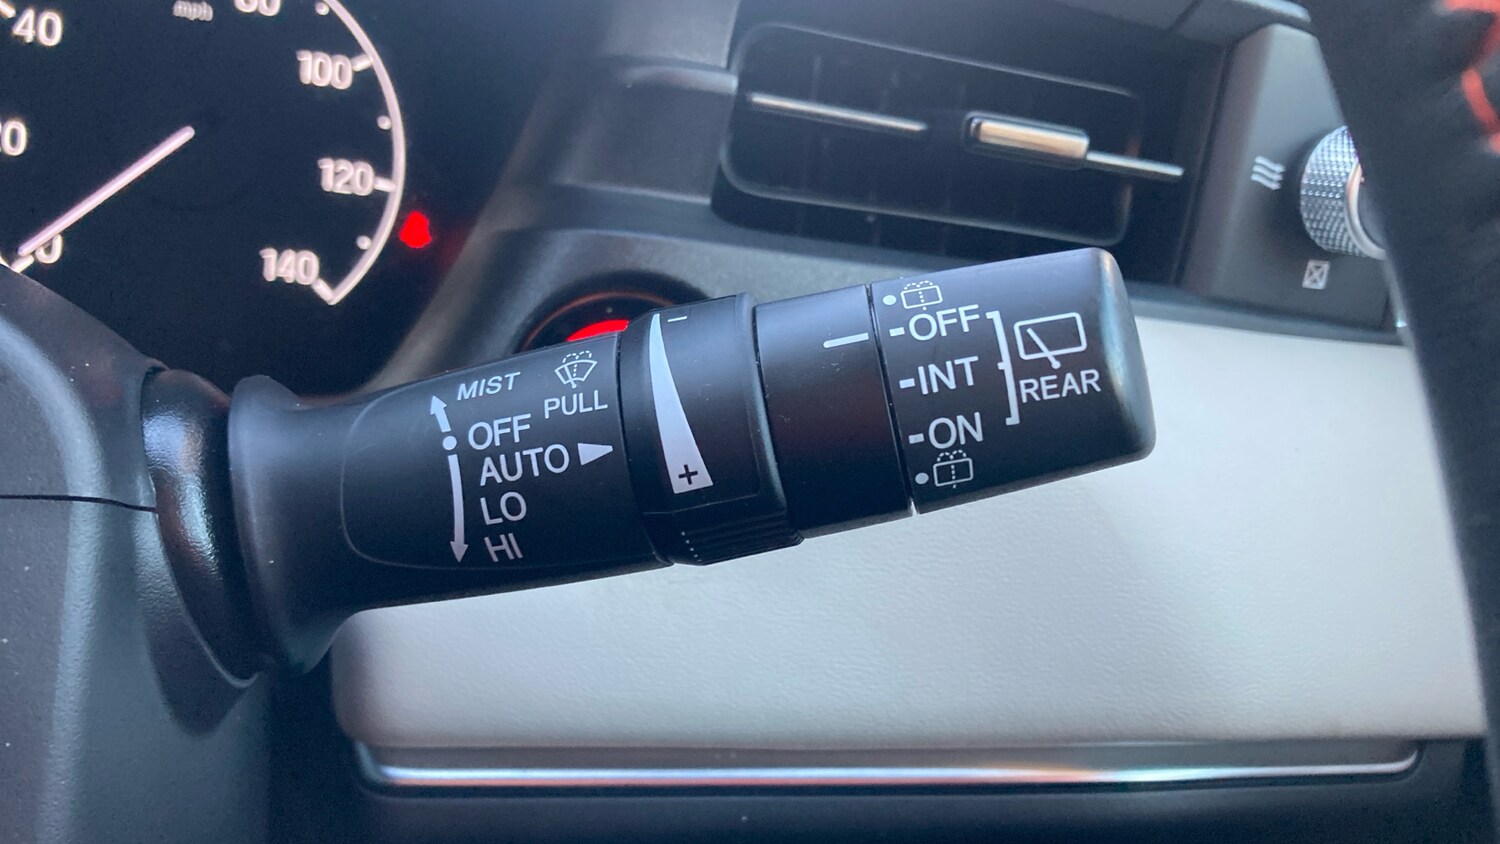 40
mph
100
120
140
MIST
OFF
AUTO
LO
HI
PULL
-
+
OFF
INT
ON
REAR